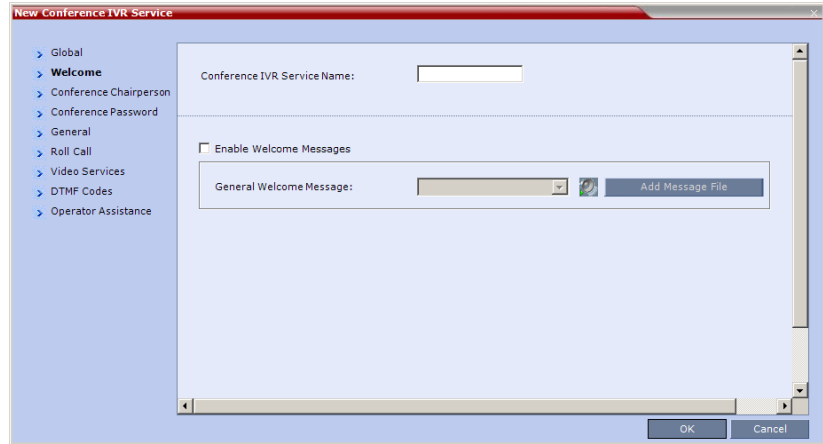 New Conference IVR Service
Global
Welcome
Conference Chairperson
Conference Password
General
Roll Call
Video Services
DTMF Codes
Operator Assistance
Conference IVR Service Name:
Enable Welcome Messages
General Welcome Message:
Add Message File
OK
Cancel